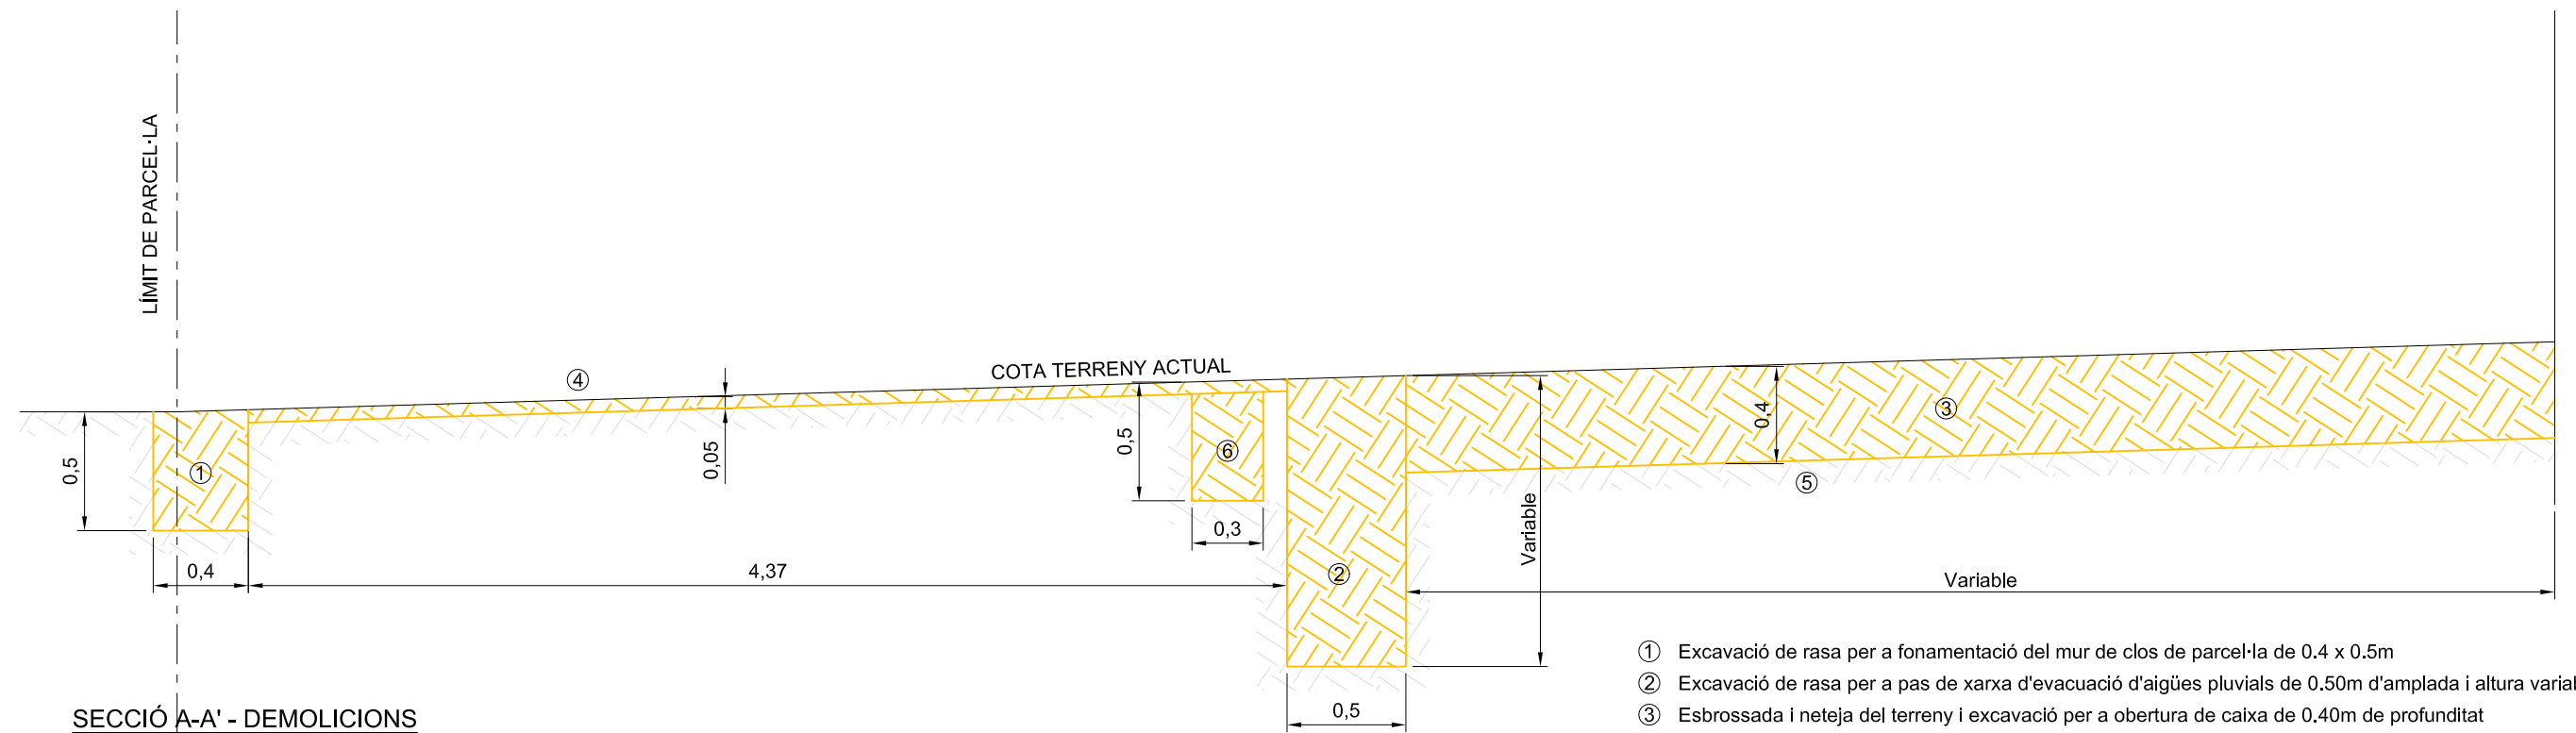 LÍMIT DE PARCEL·LA
COTA TERRENY ACTUAL
④
0,05
0,5
①
0,4
4,37
0,5
⑥
0,3
②
0,5
Variable
0,4
③
⑤
Variable
① Excavació de rasa per a fonamentació del mur de clos de parcel·la de 0.4 x 0.5m
② Excavació de rasa per a pas de xarxa d'evacuació d'aigües pluvials de 0.50m d'amplada i altura
③ Esbrossada i neteja del terreny i excavació per a obertura de caixa de 0.40m de profunditat
SECCIÓ A-A' - DEMOLICIONS